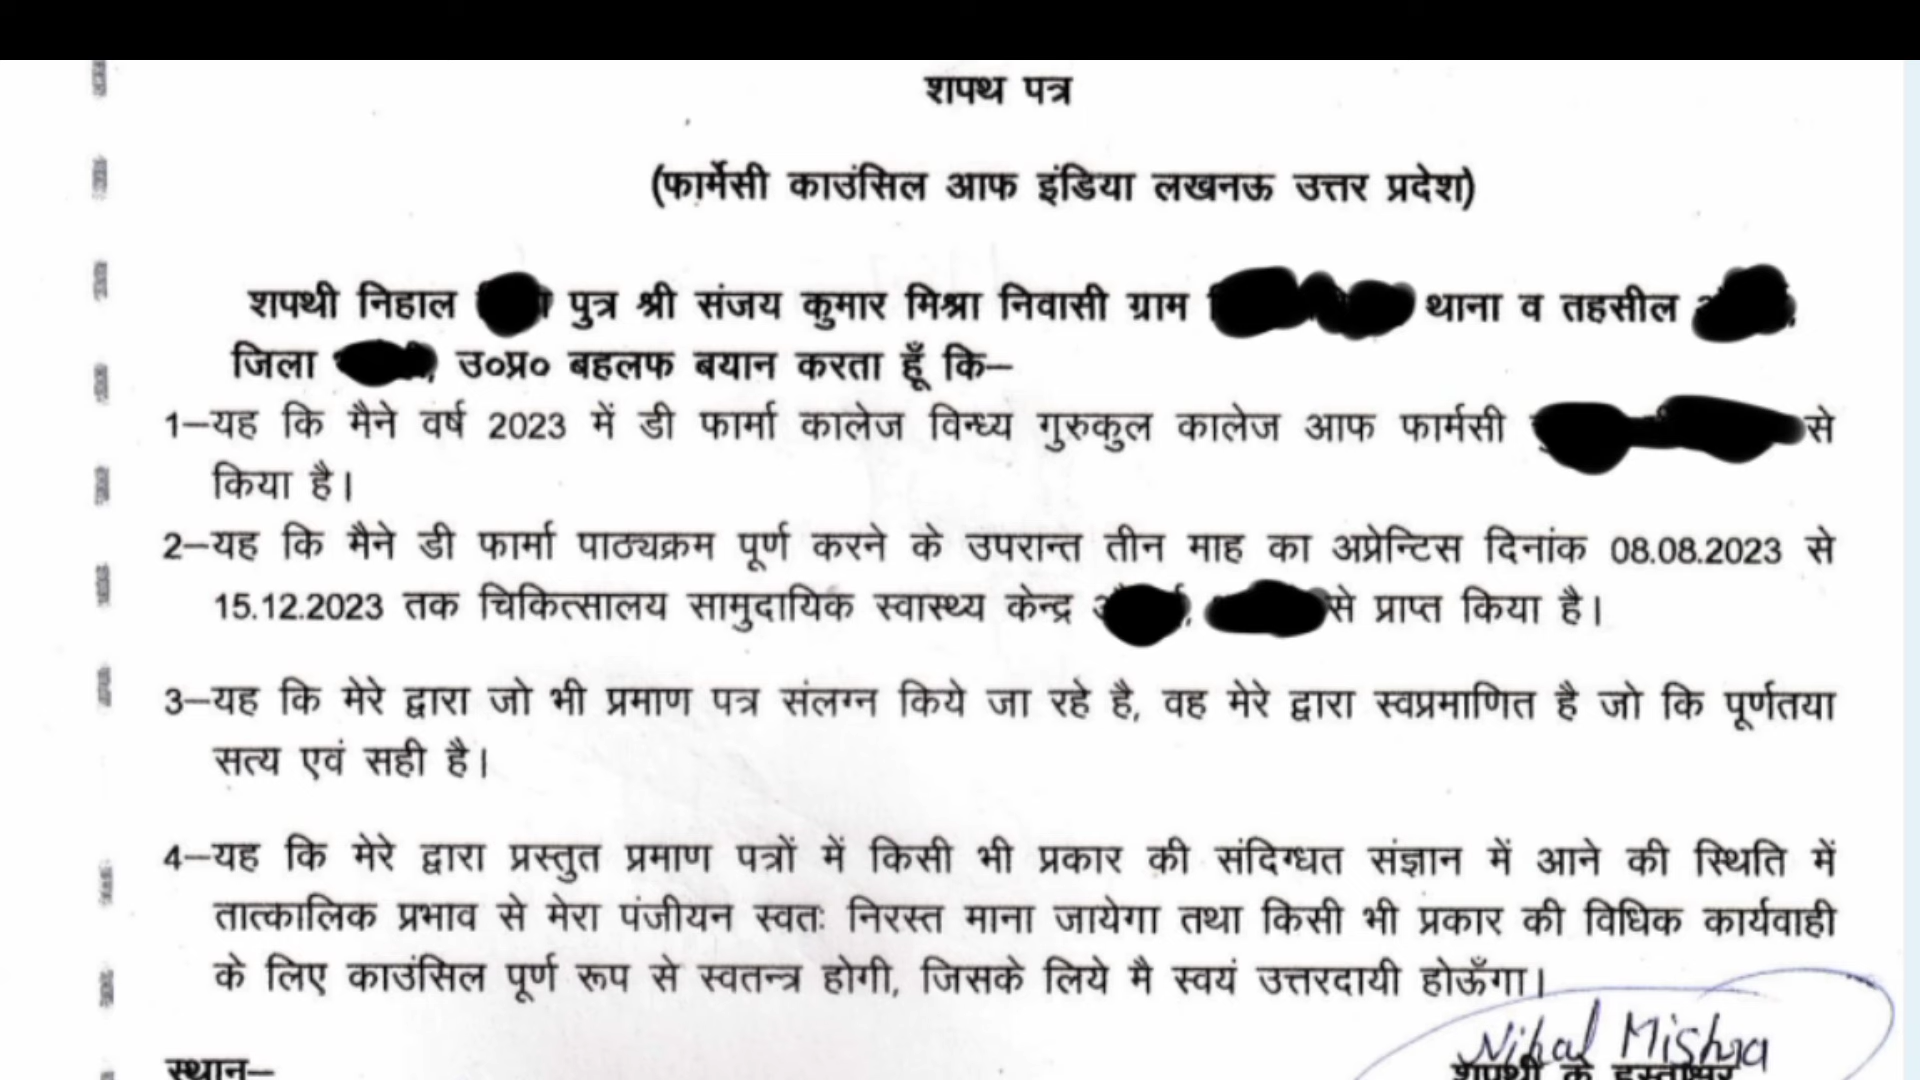 शपथ पत्र
(फार्मेसी काउंसिल आफ इंडिया लखनऊ उत्तर प्रदेश)
शपथी निहाल पुत्र श्री संजय कुमार मिश्रा निवासी ग्राम थाना व तहसील
जिला उ०प्र० बहलफ बयान करता हूँ कि–
1–यह कि मैने वर्ष 2023 में डी फार्मा कालेज विन्ध्य गुरुकुल कालेज आफ फार्मसी से
किया है।
2–यह कि मैने डी फार्मा पाठ्यक्रम पूर्ण करने के उपरान्त तीन माह का अप्रेन्टिस दिनांक 08.08.2023 से
15.12.2023 तक चिकित्सालय सामुदायिक स्वास्थ्य केन्द्र से प्राप्त किया है।
3–यह कि मेरे द्वारा जो भी प्रमाण पत्र संलग्न किये जा रहे है, वह मेरे द्वारा स्वप्रमाणित है जो कि पूर्णतया
सत्य एवं सही है।
4–यह कि मेरे द्वारा प्रस्तुत प्रमाण पत्रों में किसी भी प्रकार की संदिग्धत संज्ञान में आने की स्थिति में
तात्कालिक प्रभाव से मेरा पंजीयन स्वतः निरस्त माना जायेगा तथा किसी भी प्रकार की विधिक कार्यवाही
के लिए काउंसिल पूर्ण रूप से स्वतन्त्र होगी, जिसके लिये मै स्वयं उत्तरदायी होऊँगा।
Nihal Mishra
स्थान–
शपथी के हस्ताक्षर